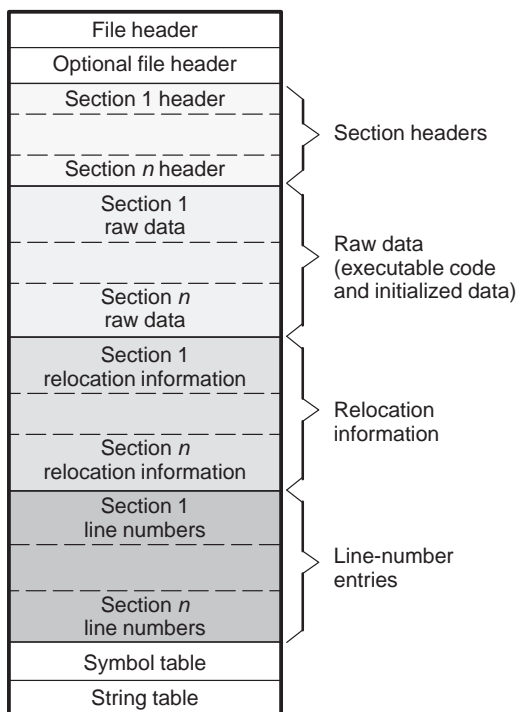 File header
Optional file header
Section 1 header
Section n header
Section headers
Section 1
raw data
Section n
raw data
Raw data
(executable code
and initialized data)
Section 1
relocation information
Section n
relocation information
Relocation
information
Section 1
line numbers
Section n
line numbers
Line-number
entries
Symbol table
String table